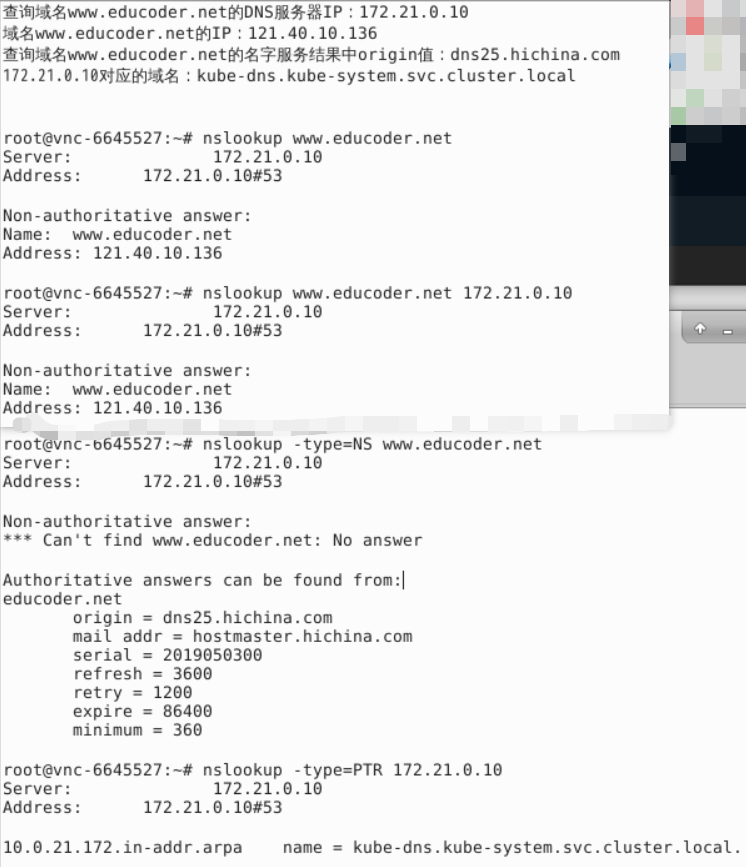 查询域名www.educoder.net的DNS服务器IP：172.21.0.10
域名www.educoder.net的IP：121.40.10.136
查询域名www.educoder.net的名字服务结果中origin值：dns25.hichina.com
172.21.0.10对应的域名：kube-dns.kube-system.svc.cluster.local
root@vnc-6645527:~# nslookup www.educoder.net
Server: 172.21.0.10
Address: 172.21.0.10#53
Non-authoritative answer:
Name: www.educoder.net
Address: 121.40.10.136
root@vnc-6645527:~# nslookup www.educoder.net 172.21.0.10
Server: 172.21.0.10
Address: 172.21.0.10#53
Non-authoritative answer:
Name: www.educoder.net
Address: 121.40.10.136
root@vnc-6645527:~# nslookup -type=NS www.educoder.net
Server: 172.21.0.10
Address: 172.21.0.10#53
Non-authoritative answer:
*** Can't find www.educoder.net: No answer
Authoritative answers can be found from:
educoder.net
origin = dns25.hichina.com
mail addr = hostmaster.hichina.com
serial = 2019050300
refresh = 3600
retry = 1200
expire = 86400
minimum = 360
root@vnc-6645527:~# nslookup -type=PTR 172.21.0.10
Server: 172.21.0.10
Address: 172.21.0.10#53
10.0.21.172.in-addr.arpa name = kube-dns.kube-system.svc.cluster.local.